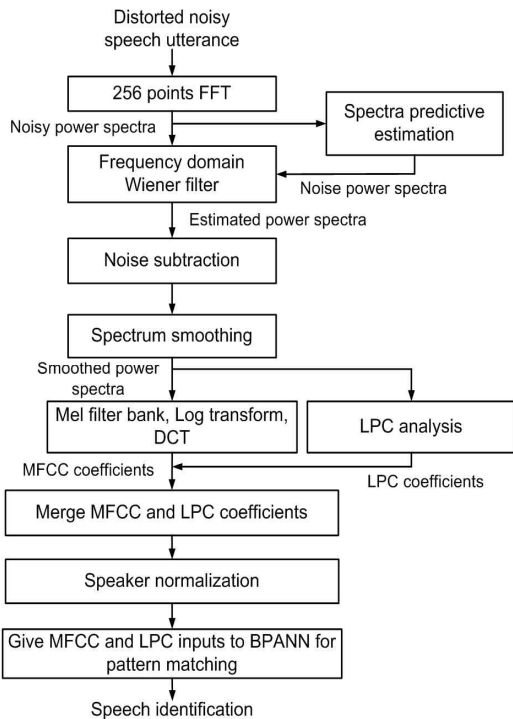 Distorted noisy
speech utterance
256 points FFT
Noisy power spectra
Spectra predictive
estimation
Frequency domain
Wiener filter
Noise power spectra
Estimated power spectra
Noise subtraction
Spectrum smoothing
Smoothed power
spectra
Mel filter bank, Log transform,
DCT
LPC analysis
MFCC coefficients
LPC coefficients
Merge MFCC and LPC coefficients
Speaker normalization
Give MFCC and LPC inputs to BPANN for
pattern matching
Speech identification